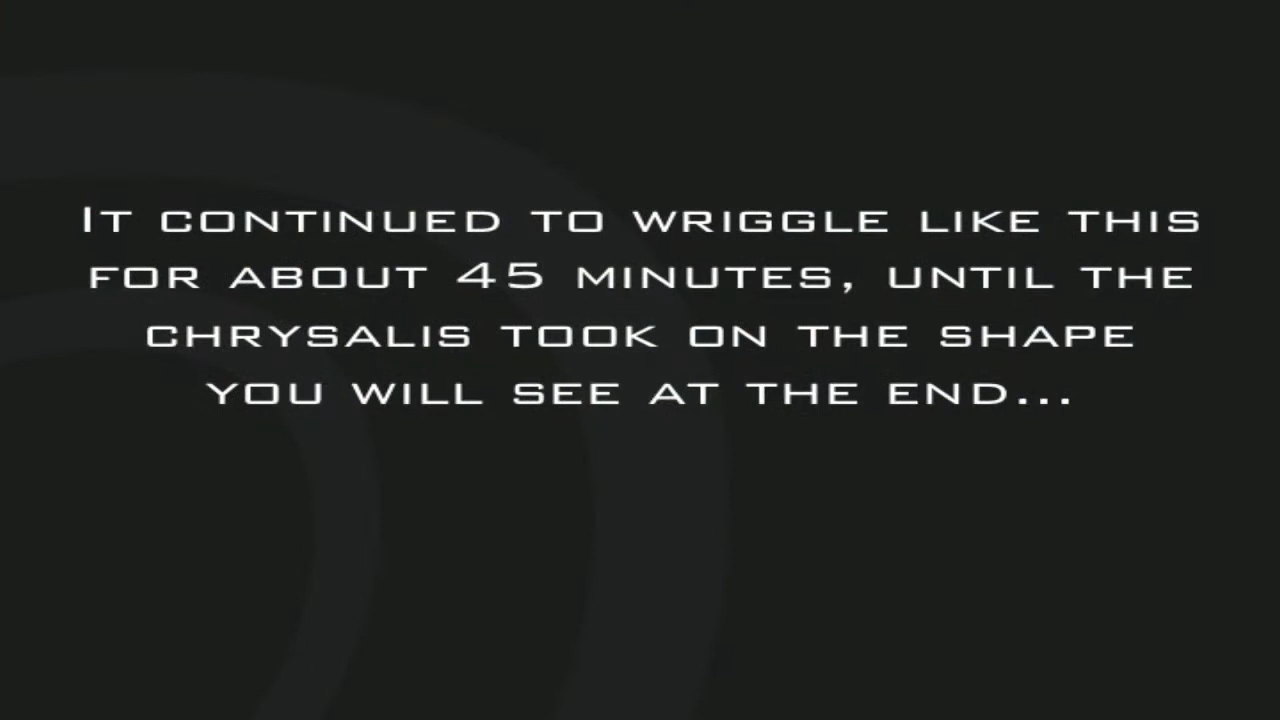 It continued to wriggle like this
for about 45 minutes, until the
chrysalis took on the shape
you will see at the end...